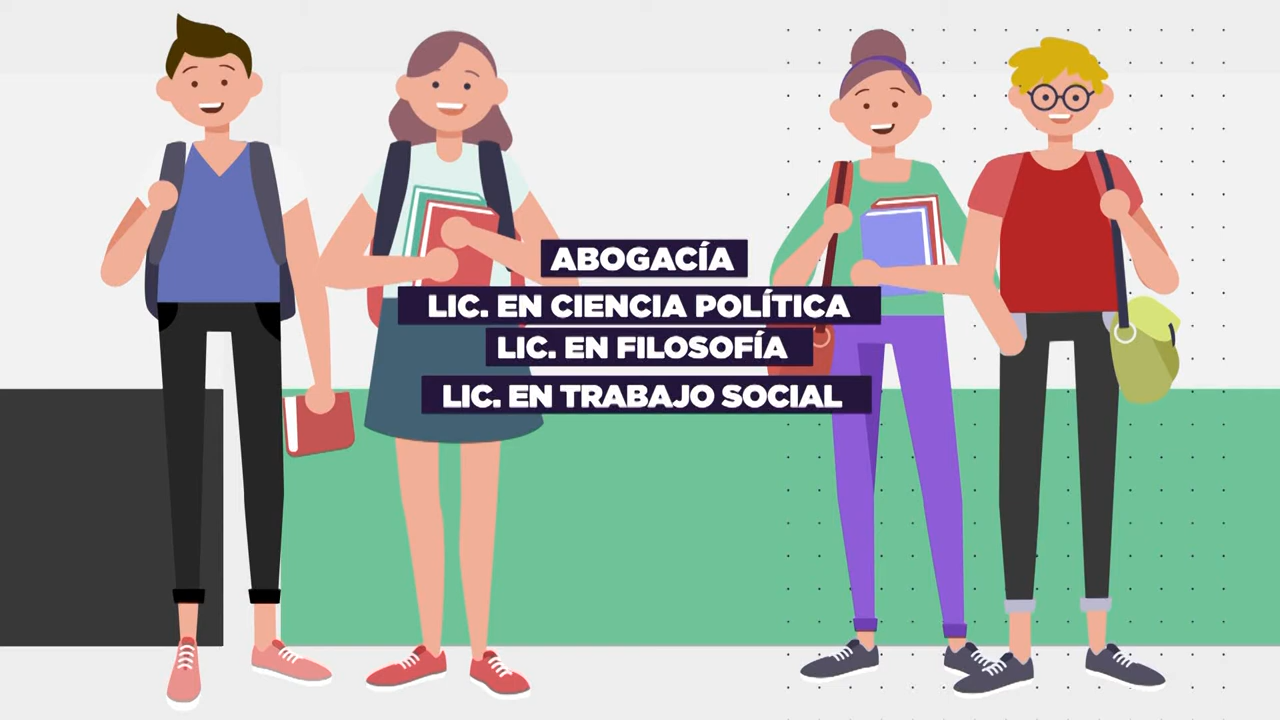 ABOGACÍA
LIC. EN CIENCIA POLÍTICA
LIC. EN FILOSOFÍA
LIC. EN TRABAJO SOCIAL